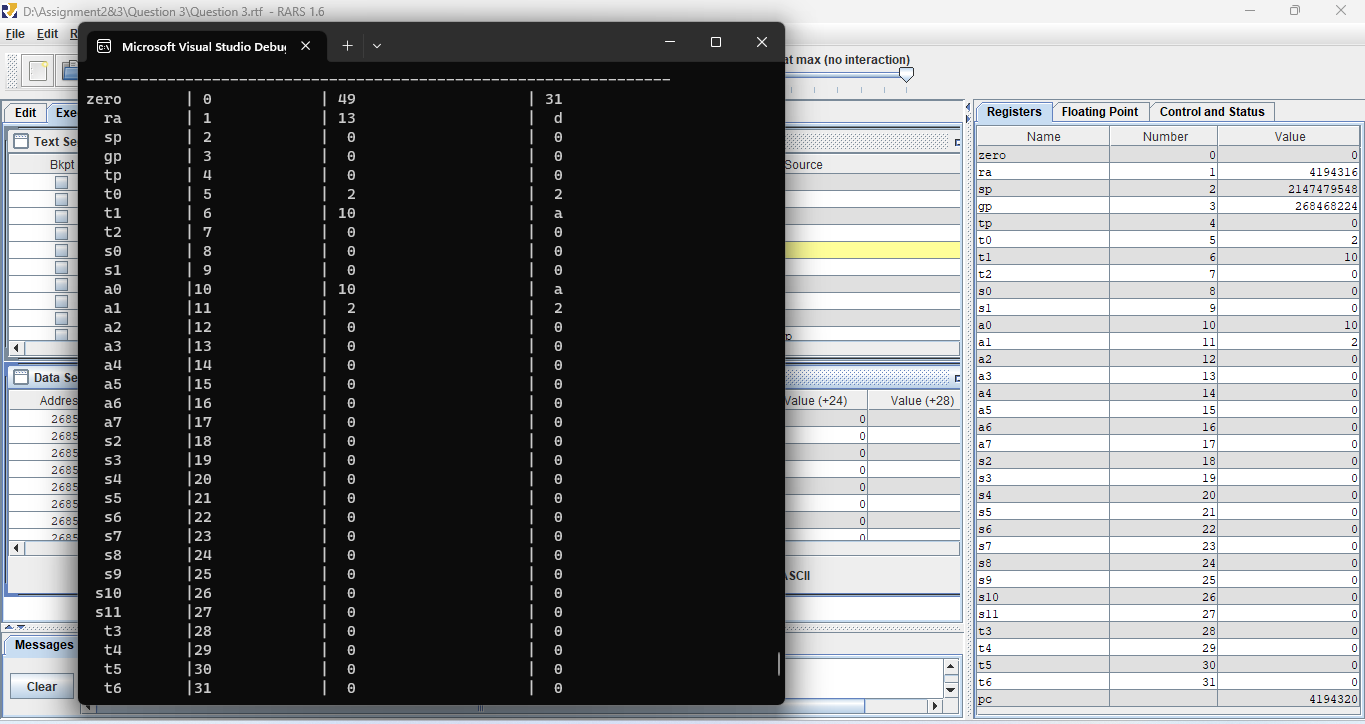 D:\Assignment2&3\Question 3\Question 3.rtf - RARS 1.6
File Edit R
Microsoft Visual Studio Debu
at max (no interaction)
zero | 0 | 49 | 31
ra | 1 | 13 | d
sp | 2 | 0 | 0
gp | 3 | 0 | 0
tp | 4 | 0 | 0
t0 | 5 | 2 | 2
t1 | 6 | 10 | a
t2 | 7 | 0 | 0
s0 | 8 | 0 | 0
s1 | 9 | 0 | 0
a0 |10 | 10 | a
a1 |11 | 2 | 2
a2 |12 | 0 | 0
a3 |13 | 0 | 0
a4 |14 | 0 | 0
a5 |15 | 0 | 0
a6 |16 | 0 | 0
a7 |17 | 0 | 0
s2 |18 | 0 | 0
s3 |19 | 0 | 0
s4 |20 | 0 | 0
s5 |21 | 0 | 0
s6 |22 | 0 | 0
s7 |23 | 0 | 0
s8 |24 | 0 | 0
s9 |25 | 0 | 0
s10 |26 | 0 | 0
s11 |27 | 0 | 0
t3 |28 | 0 | 0
t4 |29 | 0 | 0
t5 |30 | 0 | 0
t6 |31 | 0 | 0
Edit Exe
Text Se
Bkpt
Source
p
Data Se
Addres Value (+24) Value (+28)
2685 0
2685 0
2685 0
2685 0
2685 0
2685 0
2685 0
2685 0
ASCII
Messages
Clear
Registers Floating Point Control and Status
Name Number Value
zero 0 0
ra 1 4194316
sp 2 2147479548
gp 3 268468224
tp 4 0
t0 5 2
t1 6 10
t2 7 0
s0 8 0
s1 9 0
a0 10 10
a1 11 2
a2 12 0
a3 13 0
a4 14 0
a5 15 0
a6 16 0
a7 17 0
s2 18 0
s3 19 0
s4 20 0
s5 21 0
s6 22 0
s7 23 0
s8 24 0
s9 25 0
s10 26 0
s11 27 0
t3 28 0
t4 29 0
t5 30 0
t6 31 0
pc 4194320